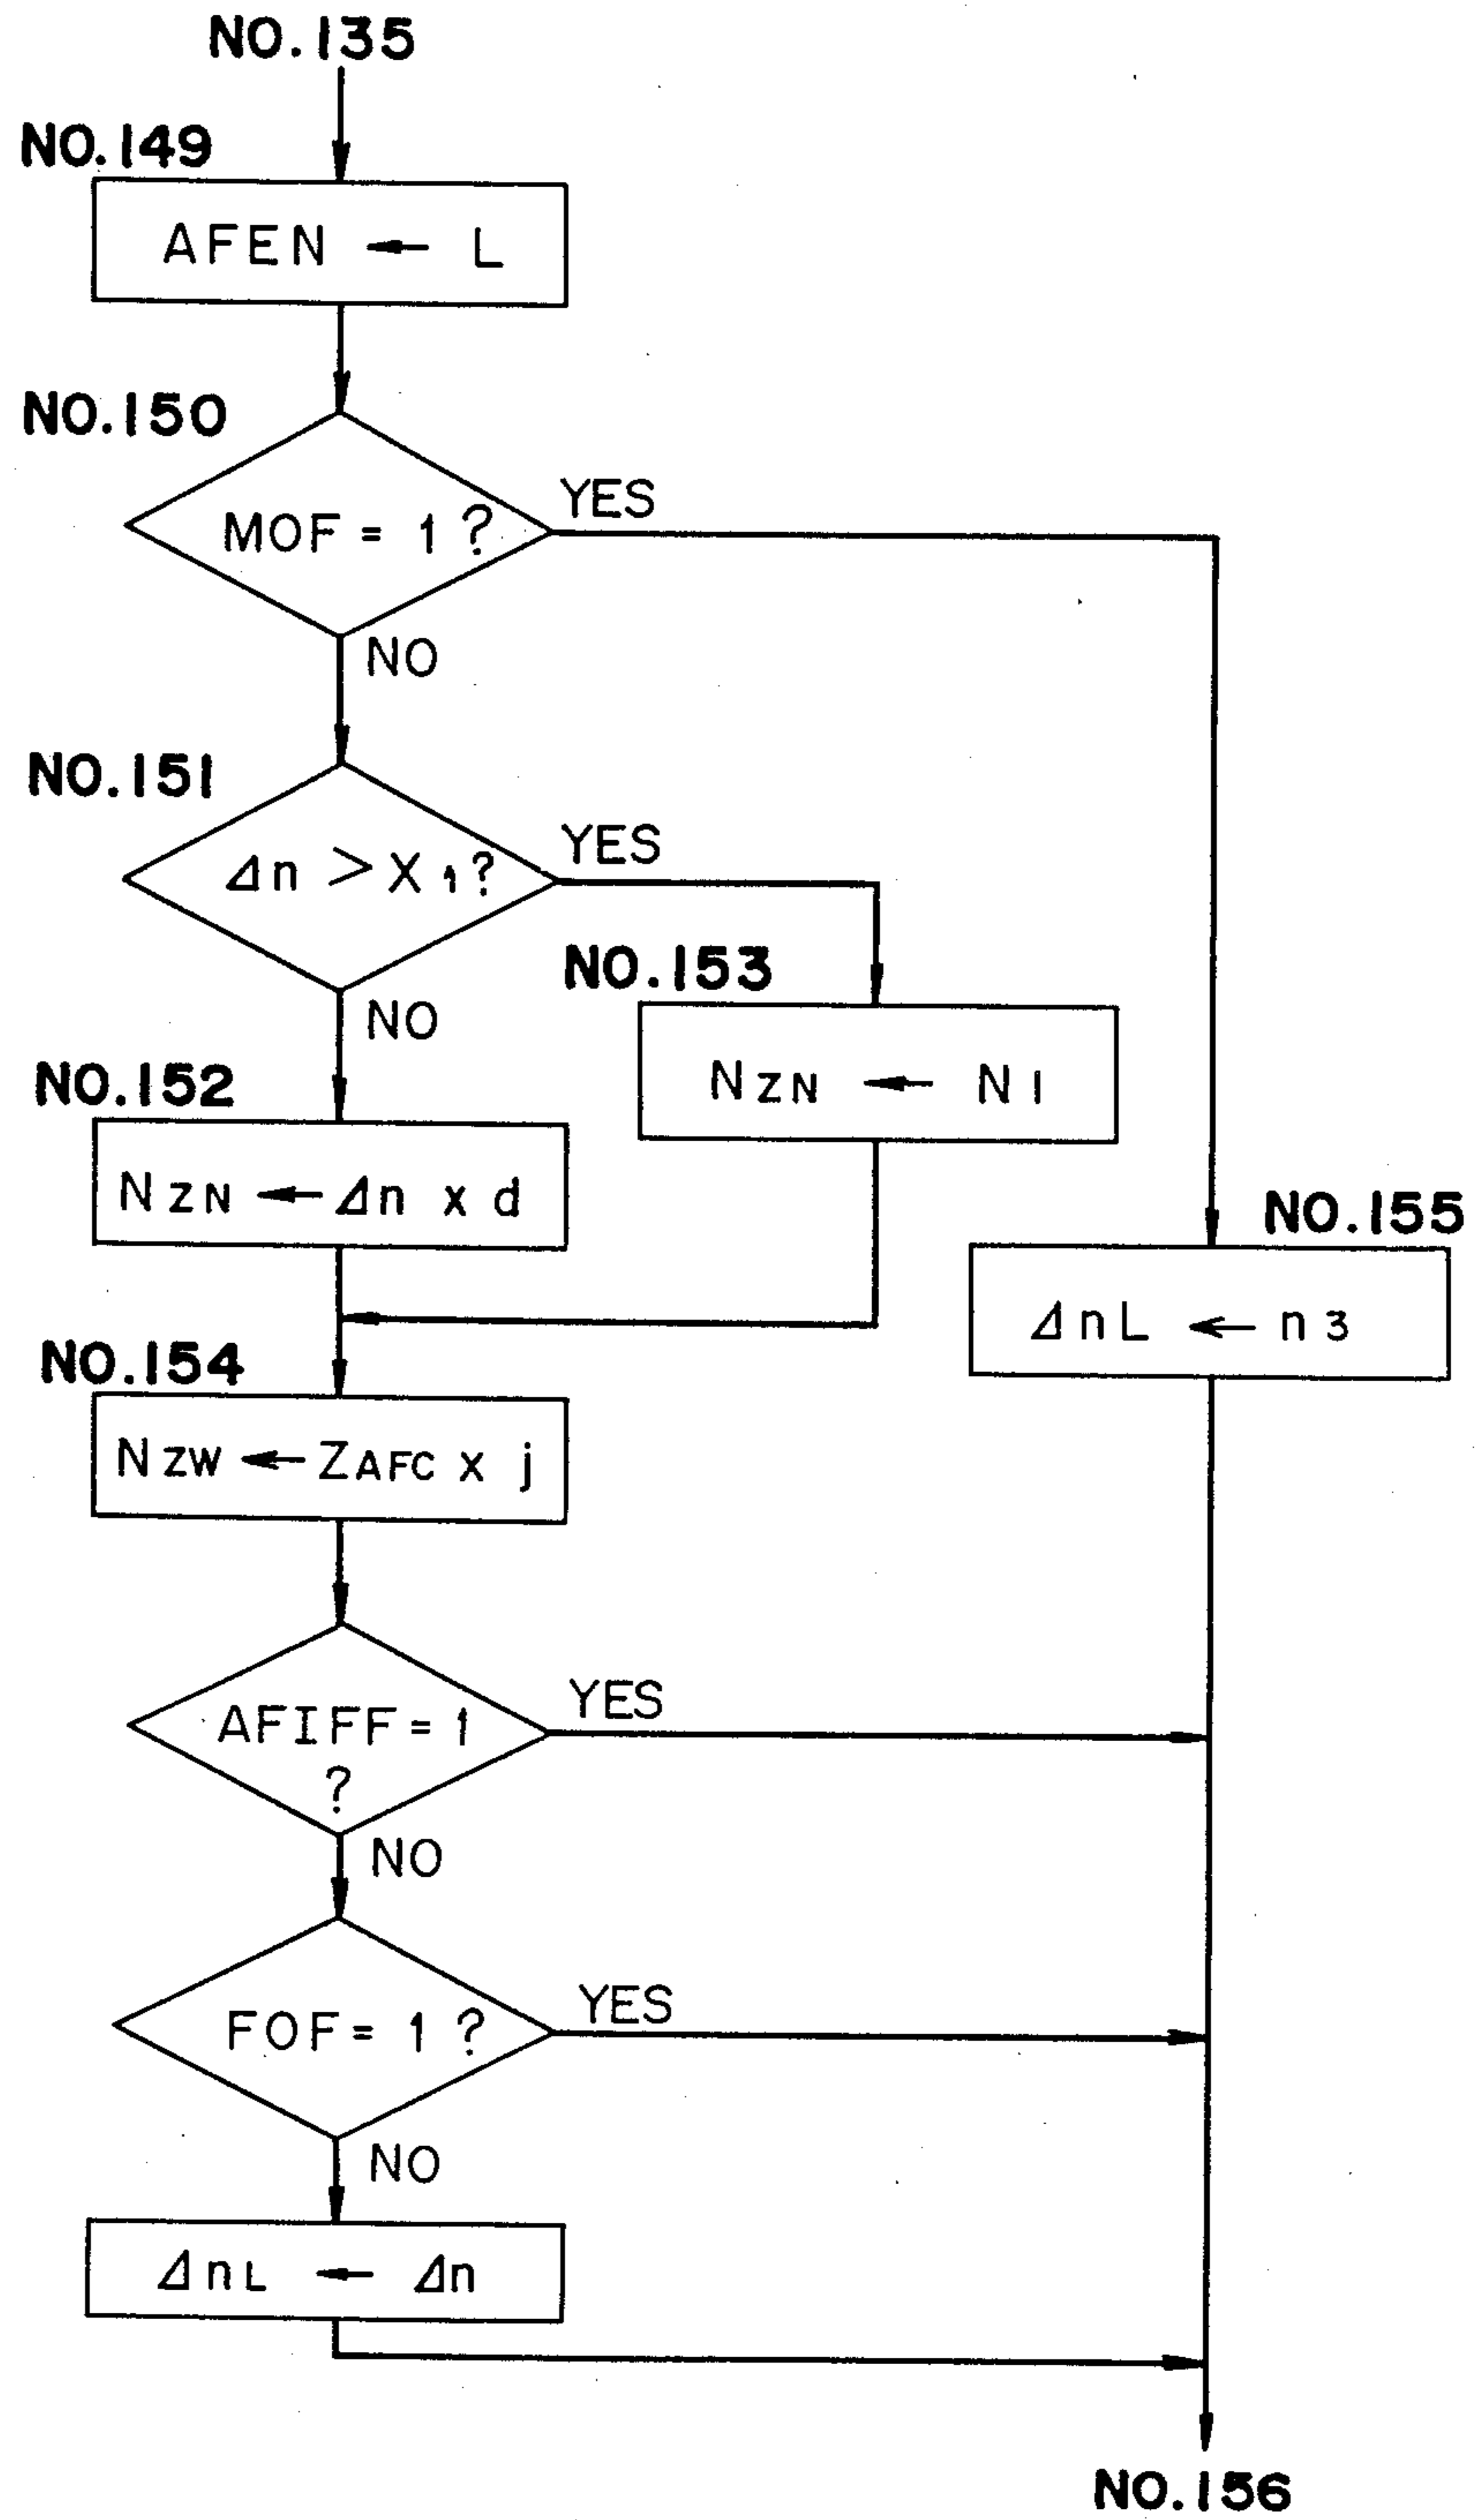 NO.135
NO.149
AFEN ← L
NO.150
MOF = 1 ?
YES
NO
NO.151
Δn > X1?
YES
NO
NO.153
NZN ← N1
NO.152
NZN ← Δn x d
NO.155
ΔnL ← n3
NO.154
NZW ← ZAFC x j
AFIFF = 1
?
YES
NO
FOF = 1 ?
YES
NO
ΔnL ← Δn
NO.156